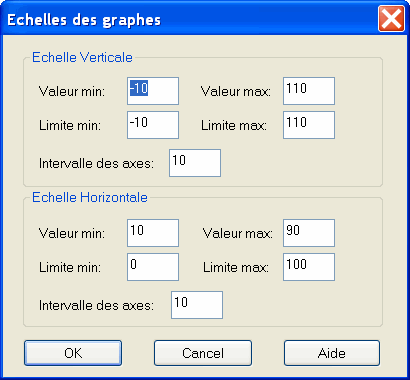 Echelles des graphes
Echelle Verticale
Valeur min: -10 Valeur max: 110
Limite min: -10 Limite max: 110
Intervalle des axes: 10
Echelle Horizontale
Valeur min: 10 Valeur max: 90
Limite min: 0 Limite max: 100
Intervalle des axes: 10
OK Cancel Aide